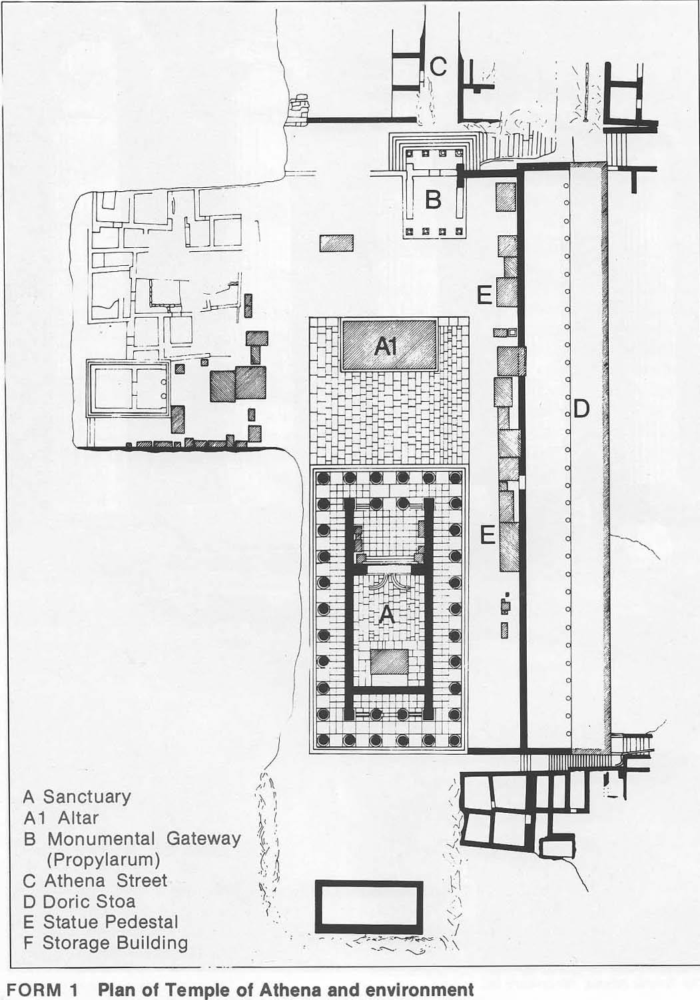 C
B
E
A1
D
E
A
A Sanctuary
A1 Altar
B Monumental Gateway
(Propylarum)
C Athena Street
D Doric Stoa
E Statue Pedestal
F Storage Building
FORM 1 Plan of Temple of Athena and environment